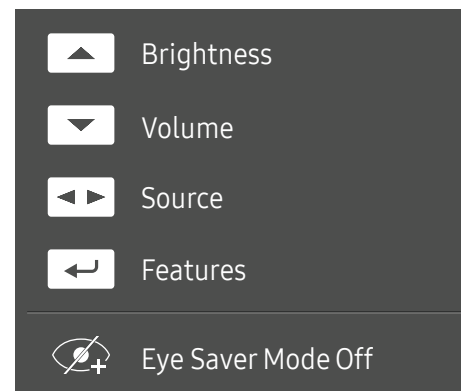 Brightness
Volume
Source
Features
Eye Saver Mode Off